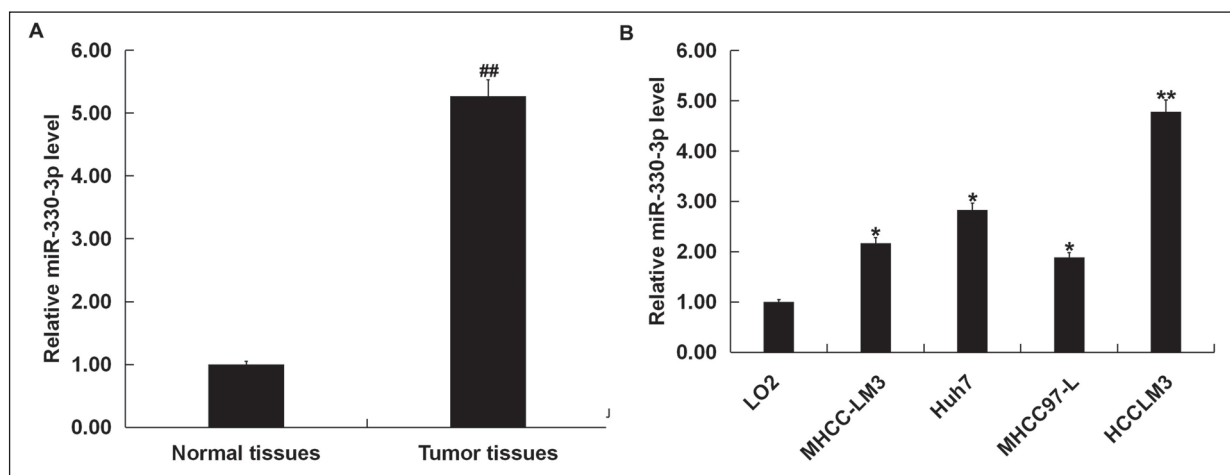 A
6.00
5.00
4.00
3.00
2.00
1.00
0.00
Relative miR-330-3p level
##
Normal tissues
Tumor tissues
B
6.00
5.00
4.00
3.00
2.00
1.00
0.00
Relative miR-330-3p level
*
*
*
**
LO2
MHCC-LM3
Huh7
MHCC97-L
HCCLM3